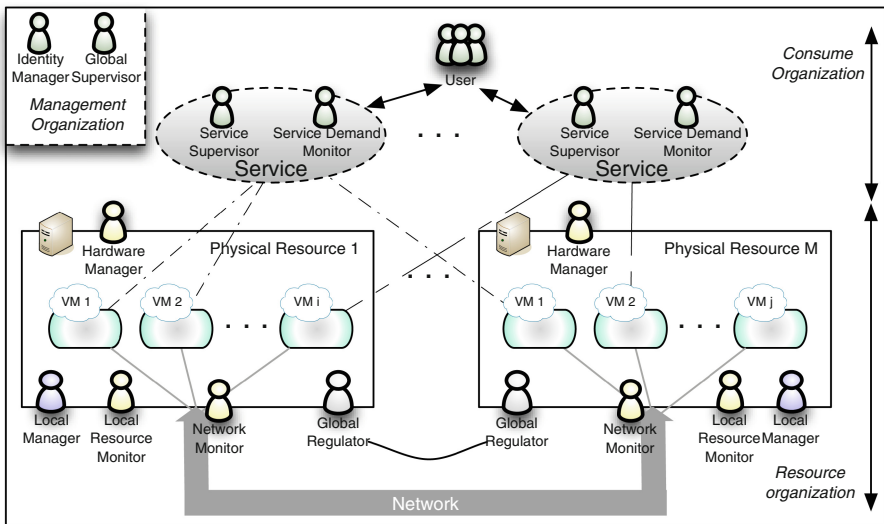 Identity
Manager
Global
Supervisor
Management
Organization
User
Consume
Organization
Service
Supervisor
Service Demand
Monitor
Service
. . .
Service
Supervisor
Service Demand
Monitor
Service
Hardware
Manager
Physical Resource 1
VM 1
VM 2
. . .
VM i
Local
Manager
Local
Resource
Monitor
Network
Monitor
Global
Regulator
. . .
Hardware
Manager
Physical Resource M
VM 1
VM 2
. . .
VM j
Global
Regulator
Network
Monitor
Local
Resource
Monitor
Local
Manager
Resource
organization
Network